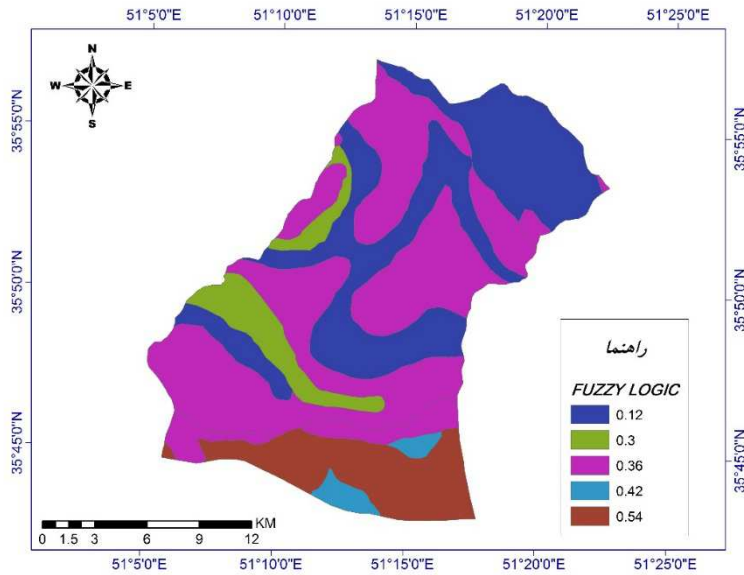 51°5'0"E 51°10'0"E 51°15'0"E 51°20'0"E 51°25'0"E
N
W E
S
35°55'0"N 35°55'0"N
35°50'0"N 35°50'0"N
راهنما
FUZZY LOGIC
0.12
0.3
0.36
0.42
0.54
35°45'0"N 35°45'0"N
KM
0 1.5 3 6 9 12
51°5'0"E 51°10'0"E 51°15'0"E 51°20'0"E 51°25'0"E